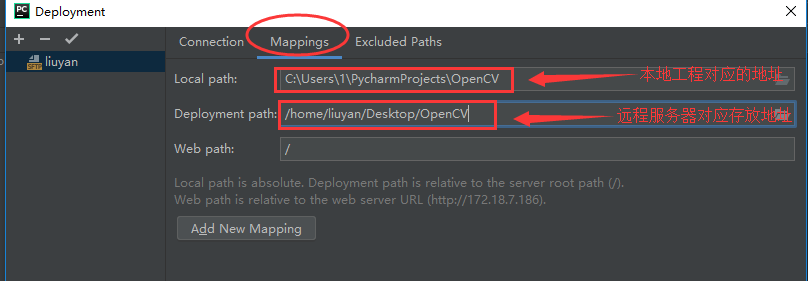 PC Deployment
liuyan
SFTP
Connection Mappings Excluded Paths
Local path: C:\Users\1\PycharmProjects\OpenCV 本地工程对应的地址
Deployment path: /home/liuyan/Desktop/OpenCV 远程服务器对应存放地址
Web path: /
Local path is absolute. Deployment path is relative to the server root path (/).
Web path is relative to the web server URL (http://172.18.7.186).
Add New Mapping